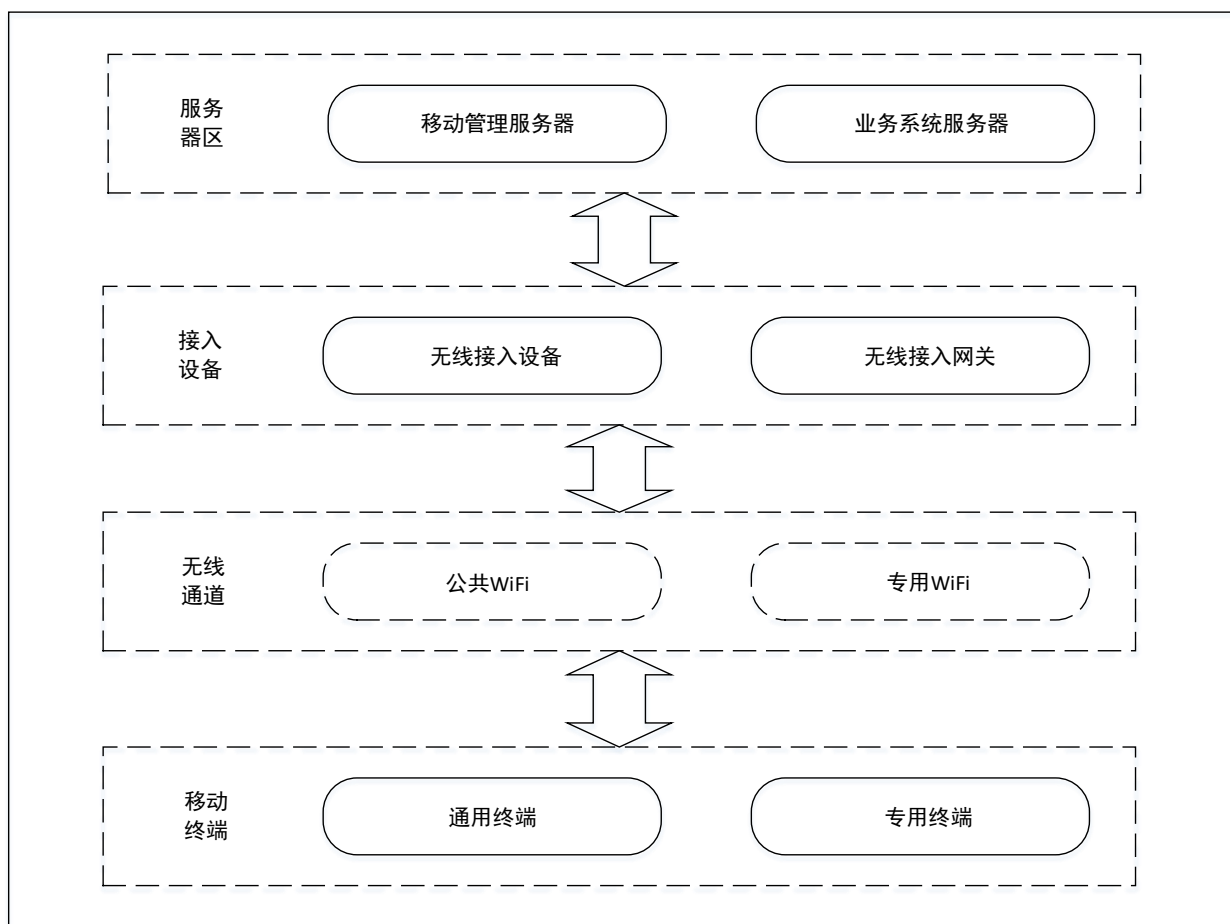 服务
器区
移动管理服务器
业务系统服务器
接入
设备
无线接入设备
无线接入网关
无线
通道
公共WiFi
专用WiFi
移动
终端
通用终端
专用终端